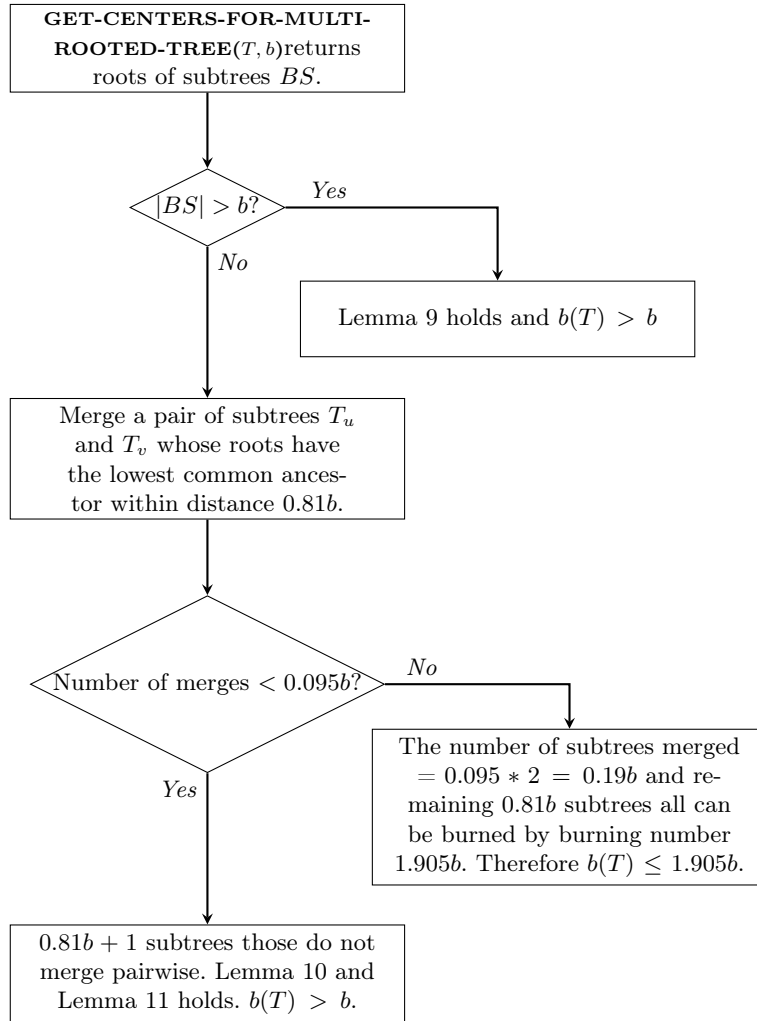 GET-CENTERS-FOR-MULTI-
ROOTED-TREE(T, b)returns
roots of subtrees BS.
|BS| > b?
Yes
No
Lemma 9 holds and b(T) > b
Merge a pair of subtrees T_u
and T_v whose roots have
the lowest common ances-
tor within distance 0.81b.
Number of merges < 0.095b?
No
Yes
The number of subtrees merged
= 0.095 * 2 = 0.19b and re-
maining 0.81b subtrees all can
be burned by burning number
1.905b. Therefore b(T) ≤ 1.905b.
0.81b + 1 subtrees those do not
merge pairwise. Lemma 10 and
Lemma 11 holds. b(T) > b.